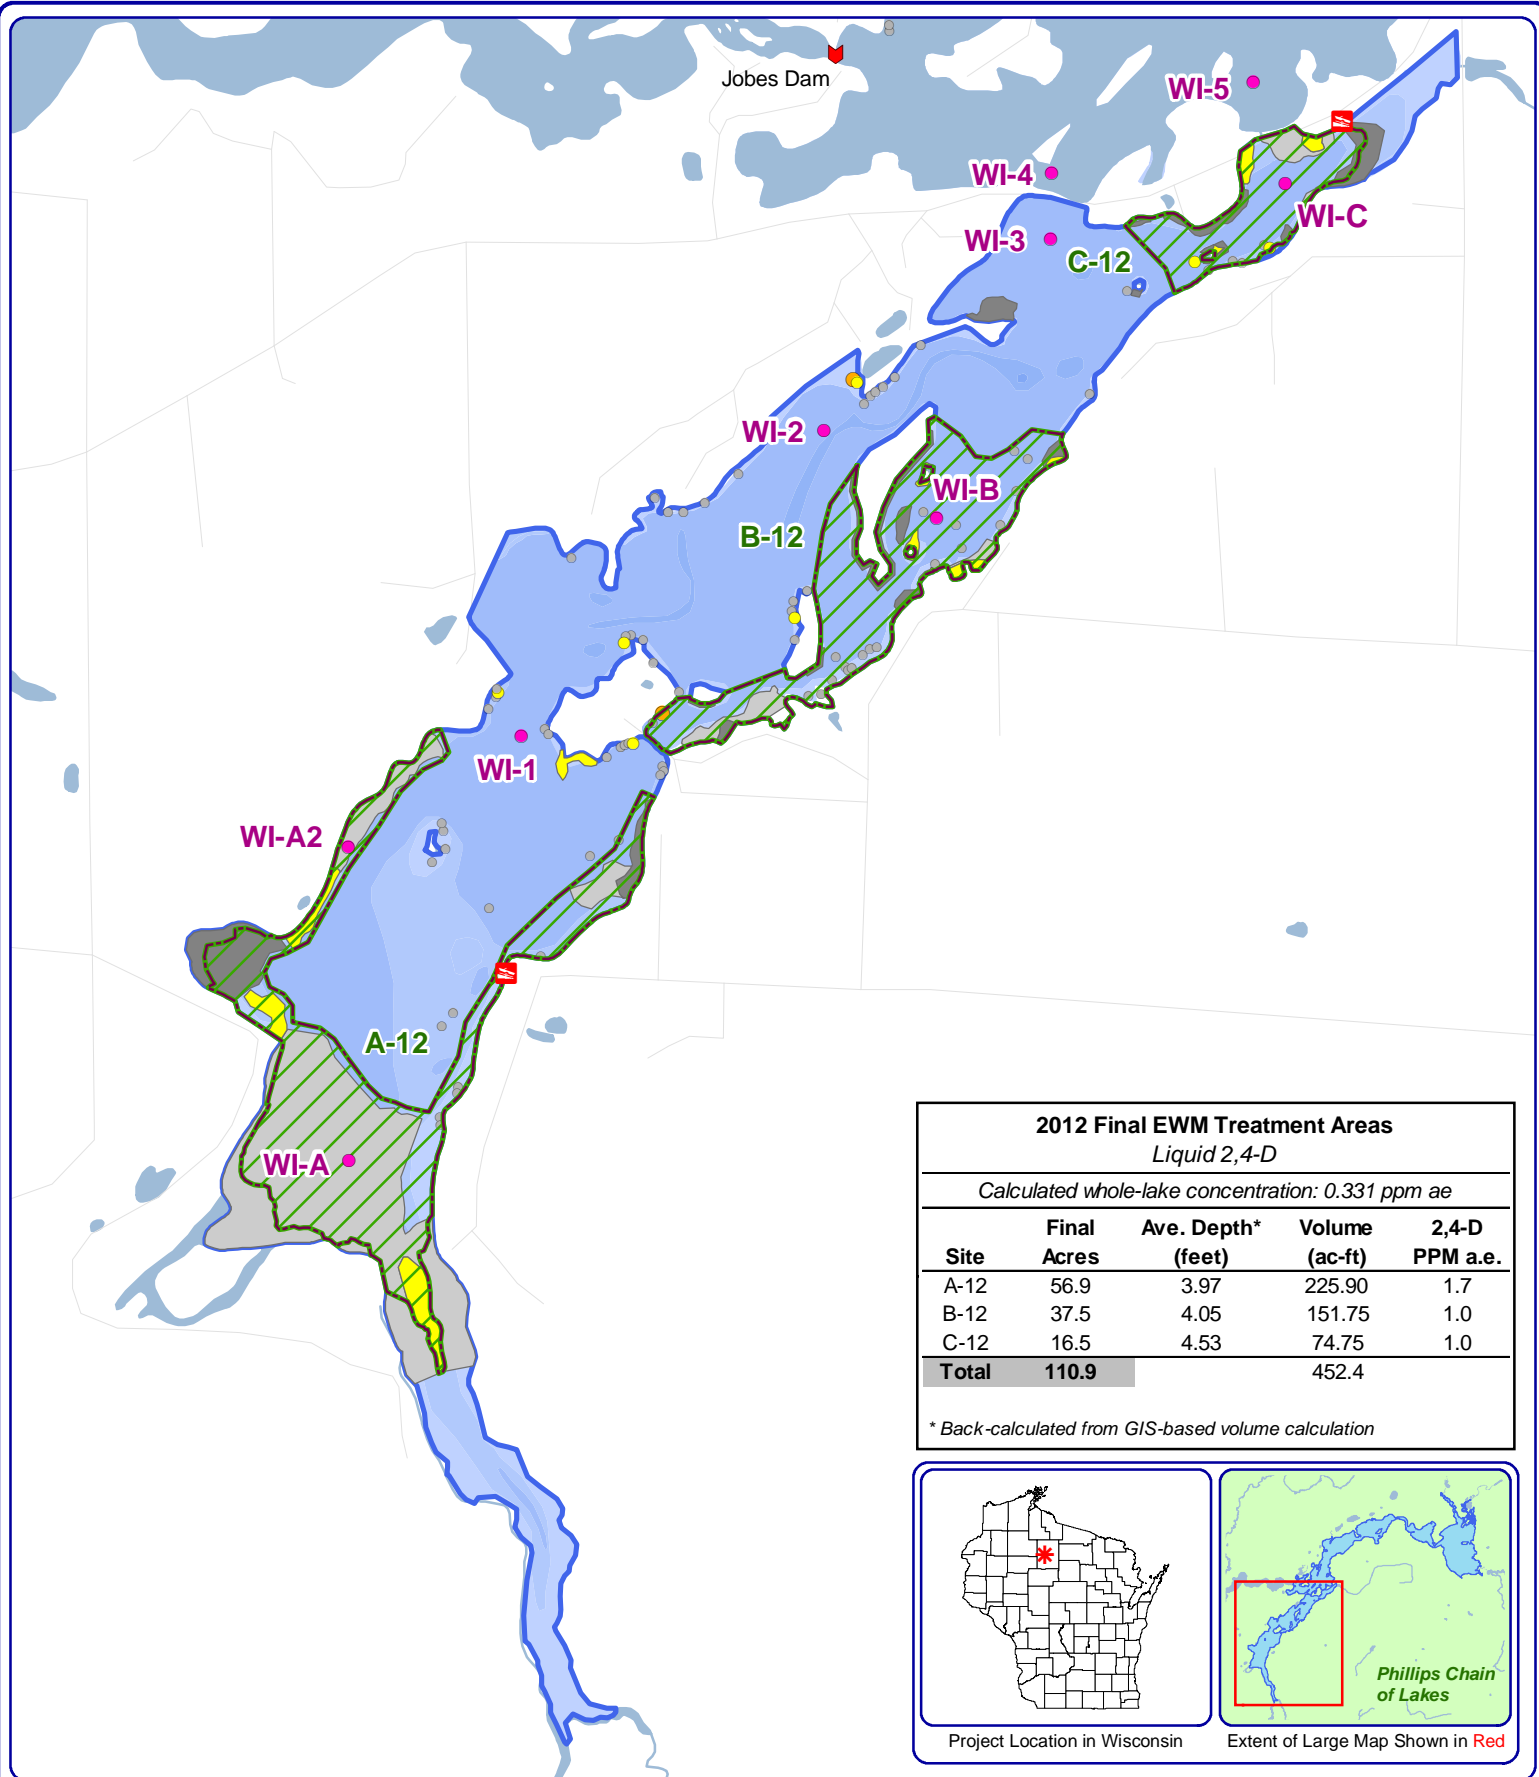 Jobes Dam
WI-5
WI-4
WI-C
WI-3
C-12
WI-2
WI-B
B-12
WI-1
WI-A2
A-12
WI-A
2012 Final EWM Treatment Areas
Liquid 2,4-D
Calculated whole-lake concentration: 0.331 ppm ae
Final Ave. Depth* Volume 2,4-D
Site Acres (feet) (ac-ft) PPM a.e.
A-12 56.9 3.97 225.90 1.7
B-12 37.5 4.05 151.75 1.0
C-12 16.5 4.53 74.75 1.0
Total 110.9 452.4
* Back-calculated from GIS-based volume calculation
Phillips Chain
of Lakes
Project Location in Wisconsin
Extent of Large Map Shown in Red